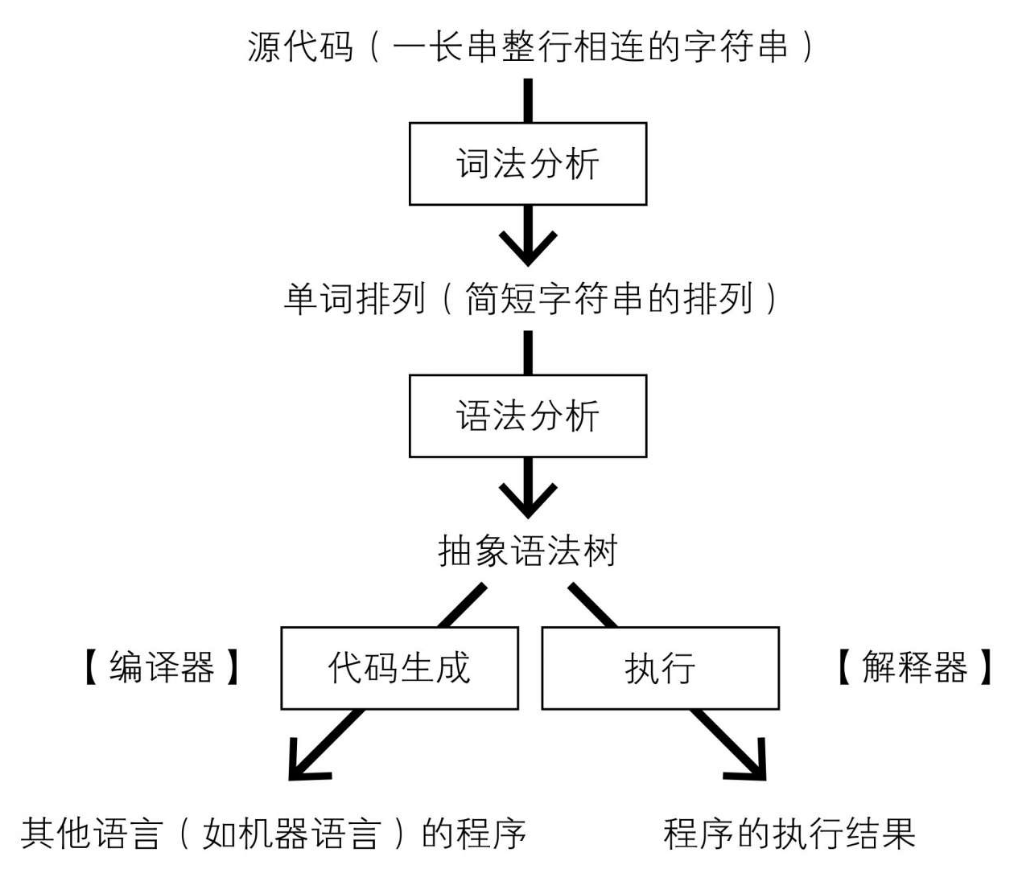 源代码（一长串整行相连的字符串）
词法分析
单词排列（简短字符串的排列）
语法分析
抽象语法树
【编译器】 代码生成 执行 【解释器】
其他语言（如机器语言）的程序 程序的执行结果